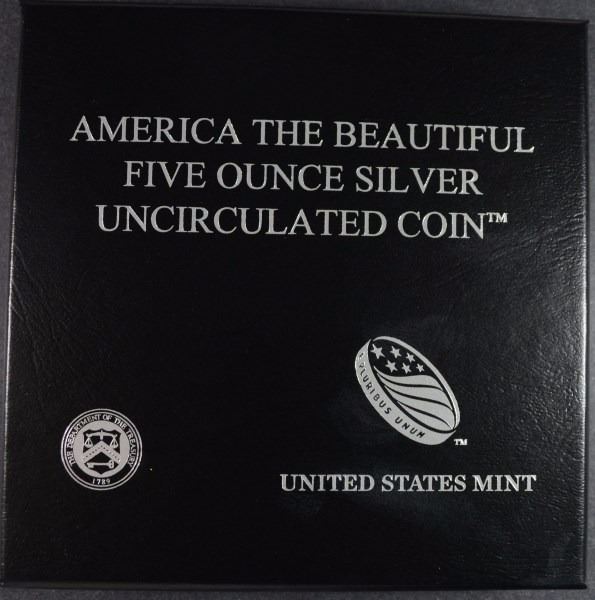 AMERICA THE BEAUTIFUL
FIVE OUNCE SILVER
UNCIRCULATED COIN™
E PLURIBUS UNUM
™
THE DEPARTMENT OF THE TREASURY
1789
UNITED STATES MINT